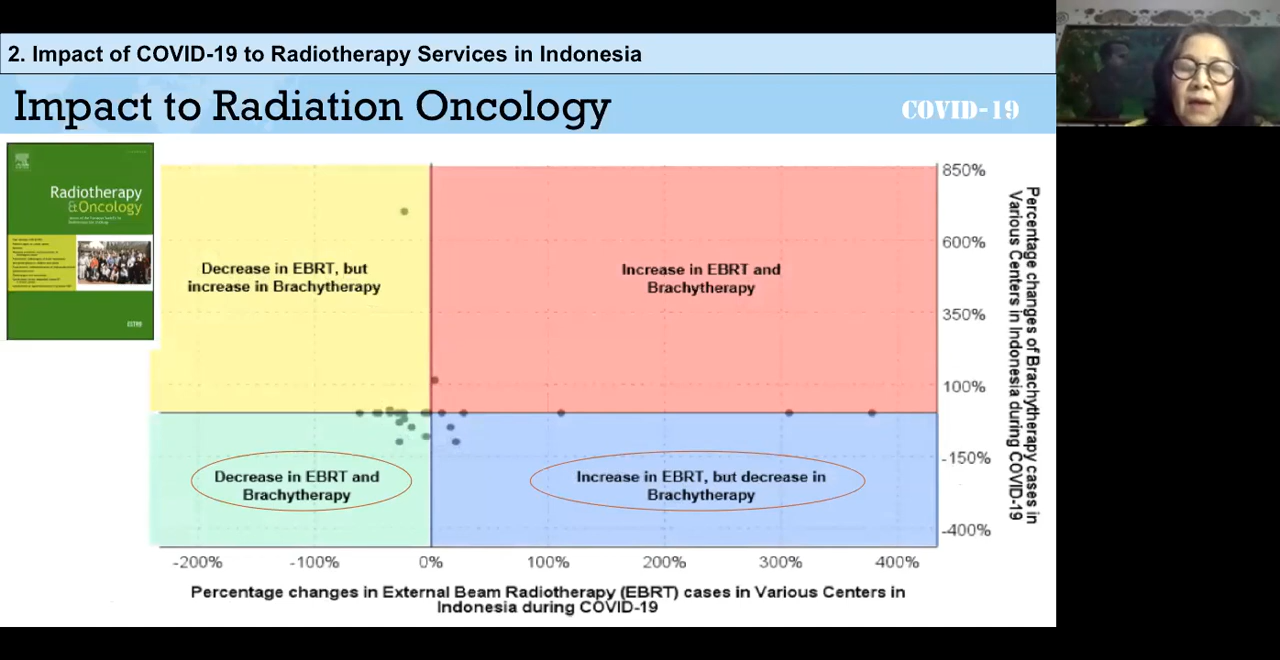 2. Impact of COVID-19 to Radiotherapy Services in Indonesia
Impact to Radiation Oncology
COVID-19
Radiotherapy
&Oncology
ESTRO
Decrease in EBRT, but
increase in Brachytherapy
Increase in EBRT and
Brachytherapy
Decrease in EBRT and
Brachytherapy
Increase in EBRT, but decrease in
Brachytherapy
850%
600%
350%
100%
-150%
-400%
Percentage changes of Brachytherapy cases in
Various Centers in Indonesia during COVID-19
-200%
-100%
0%
100%
200%
300%
400%
Percentage changes in External Beam Radiotherapy (EBRT) cases in Various Centers in
Indonesia during COVID-19